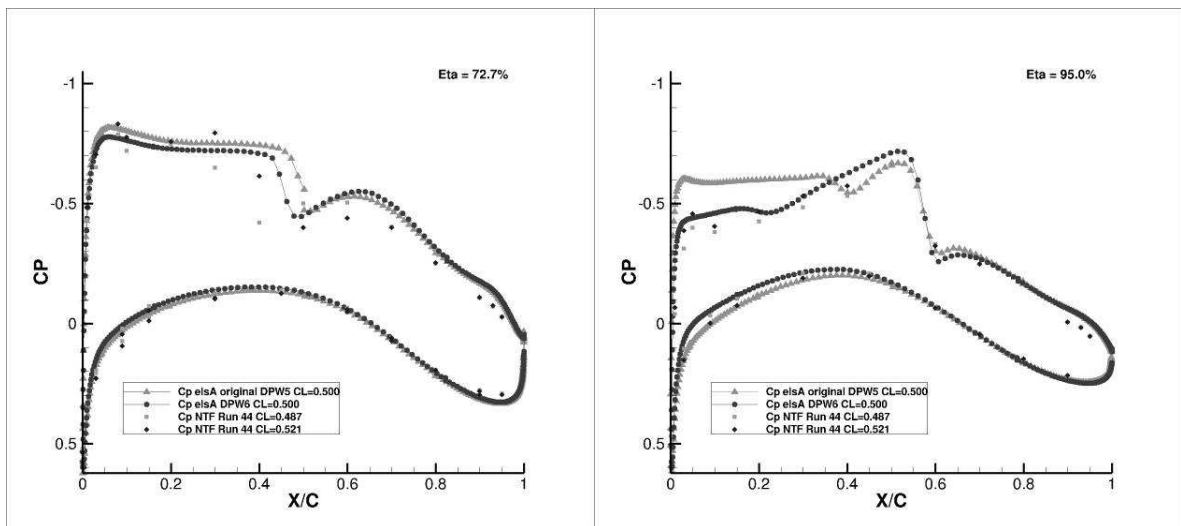 Eta = 72.7%
-1
-0.5
0
0.5
CP
Cp elsA original DPW5 CL=0.500
Cp elsA DPW6 CL=0.500
Cp NTF Run 44 CL=0.487
Cp NTF Run 44 CL=0.521
0 0.2 0.4 0.6 0.8 1
X/C
Eta = 95.0%
-1
-0.5
0
0.5
CP
Cp elsA original DPW5 CL=0.500
Cp elsA DPW6 CL=0.500
Cp NTF Run 44 CL=0.487
Cp NTF Run 44 CL=0.521
0 0.2 0.4 0.6 0.8 1
X/C